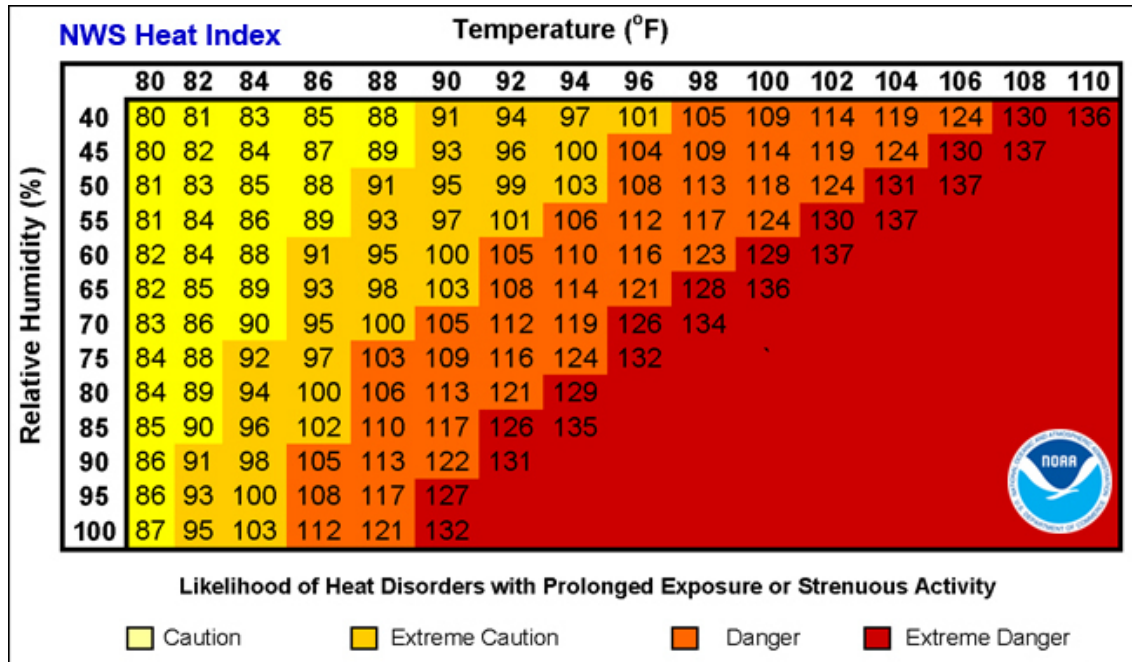 NWS Heat Index
Temperature (°F)
80 82 84 86 88 90 92 94 96 98 100 102 104 106 108 110
Relative Humidity (%)
40 80 81 83 85 88 91 94 97 101 105 109 114 119 124 130 136
45 80 82 84 87 89 93 96 100 104 109 114 119 124 130 137
50 81 83 85 88 91 95 99 103 108 113 118 124 131 137
55 81 84 86 89 93 97 101 106 112 117 124 130 137
60 82 84 88 91 95 100 105 110 116 123 129 137
65 82 85 89 93 98 103 108 114 121 128 136
70 83 86 90 95 100 105 112 119 126 134
75 84 88 92 97 103 109 116 124 132
80 84 89 94 100 106 113 121 129
85 85 90 96 102 110 117 126 135
90 86 91 98 105 113 122 131
95 86 93 100 108 117 127
100 87 95 103 112 121 132
NATIONAL OCEANIC AND ATMOSPHERIC ADMINISTRATION
NOAA
U.S. DEPARTMENT OF COMMERCE
Likelihood of Heat Disorders with Prolonged Exposure or Strenuous Activity
Caution Extreme Caution Danger Extreme Danger